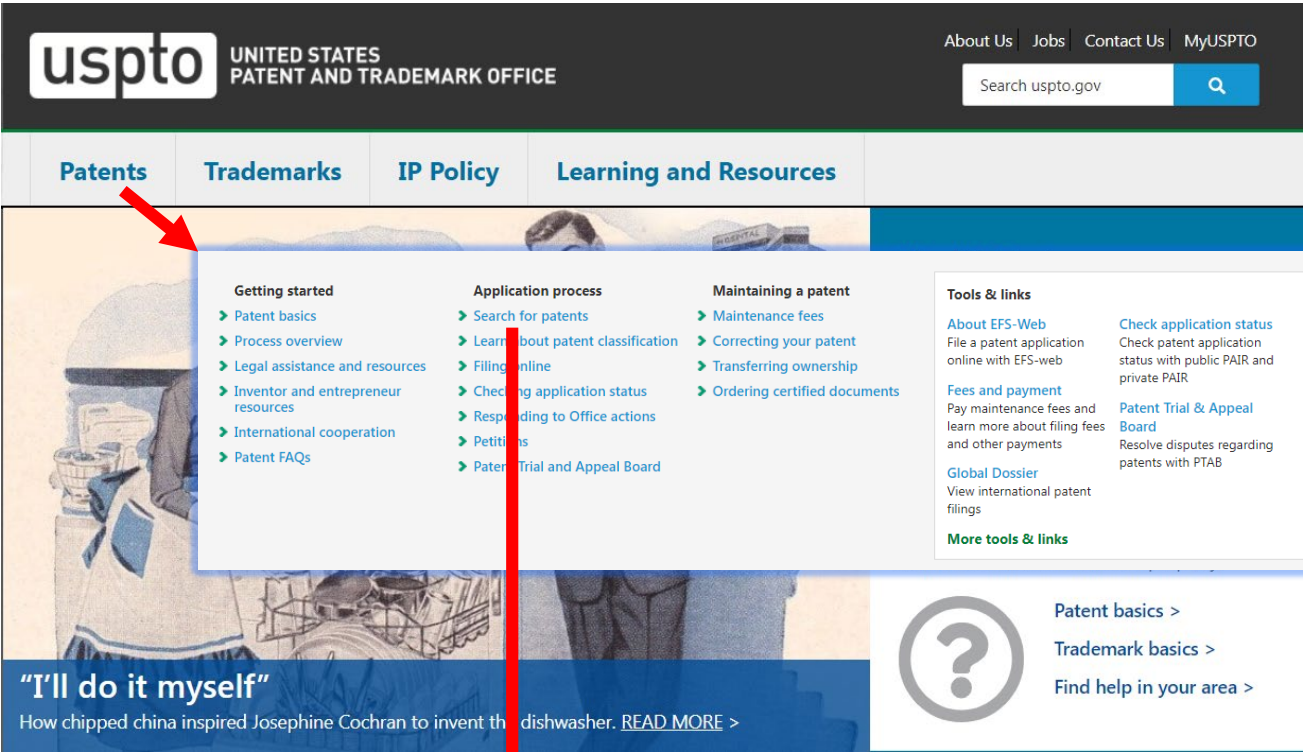 uspto
UNITED STATES
PATENT AND TRADEMARK OFFICE
About Us
Jobs
Contact Us
MyUSPTO
Search uspto.gov
Patents
Trademarks
IP Policy
Learning and Resources
HOSPITAL
Getting started
Patent basics
Process overview
Legal assistance and resources
Inventor and entrepreneur
resources
International cooperation
Patent FAQs
Application process
Search for patents
Learn about patent classification
Filing online
Checking application status
Responding to Office actions
Petitions
Patent Trial and Appeal Board
Maintaining a patent
Maintenance fees
Correcting your patent
Transferring ownership
Ordering certified documents
Tools & links
About EFS-Web
File a patent application
online with EFS-web
Fees and payment
Pay maintenance fees and
learn more about filing fees
and other payments
Global Dossier
View international patent
filings
More tools & links
Check application status
Check patent application
status with public PAIR and
private PAIR
Patent Trial & Appeal
Board
Resolve disputes regarding
patents with PTAB
Patent basics >
Trademark basics >
Find help in your area >
“I’ll do it myself”
How chipped china inspired Josephine Cochran to invent the dishwasher. READ MORE >